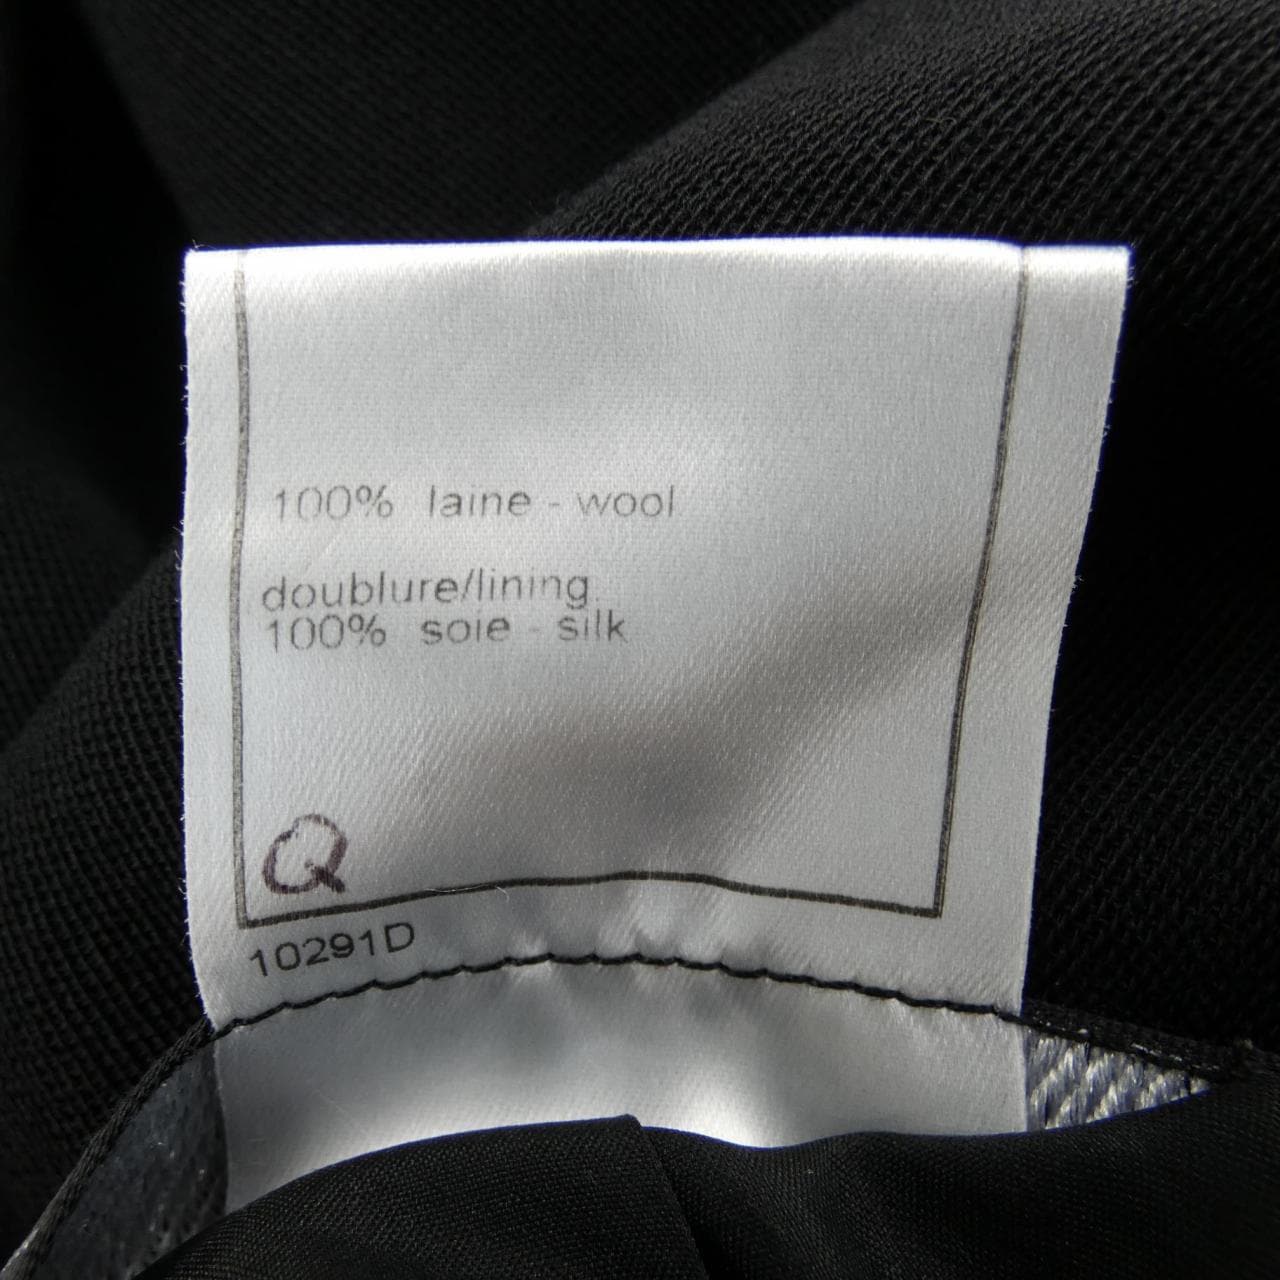 100% laine - wool
doublure/lining
100% soie - silk
Q
10291D